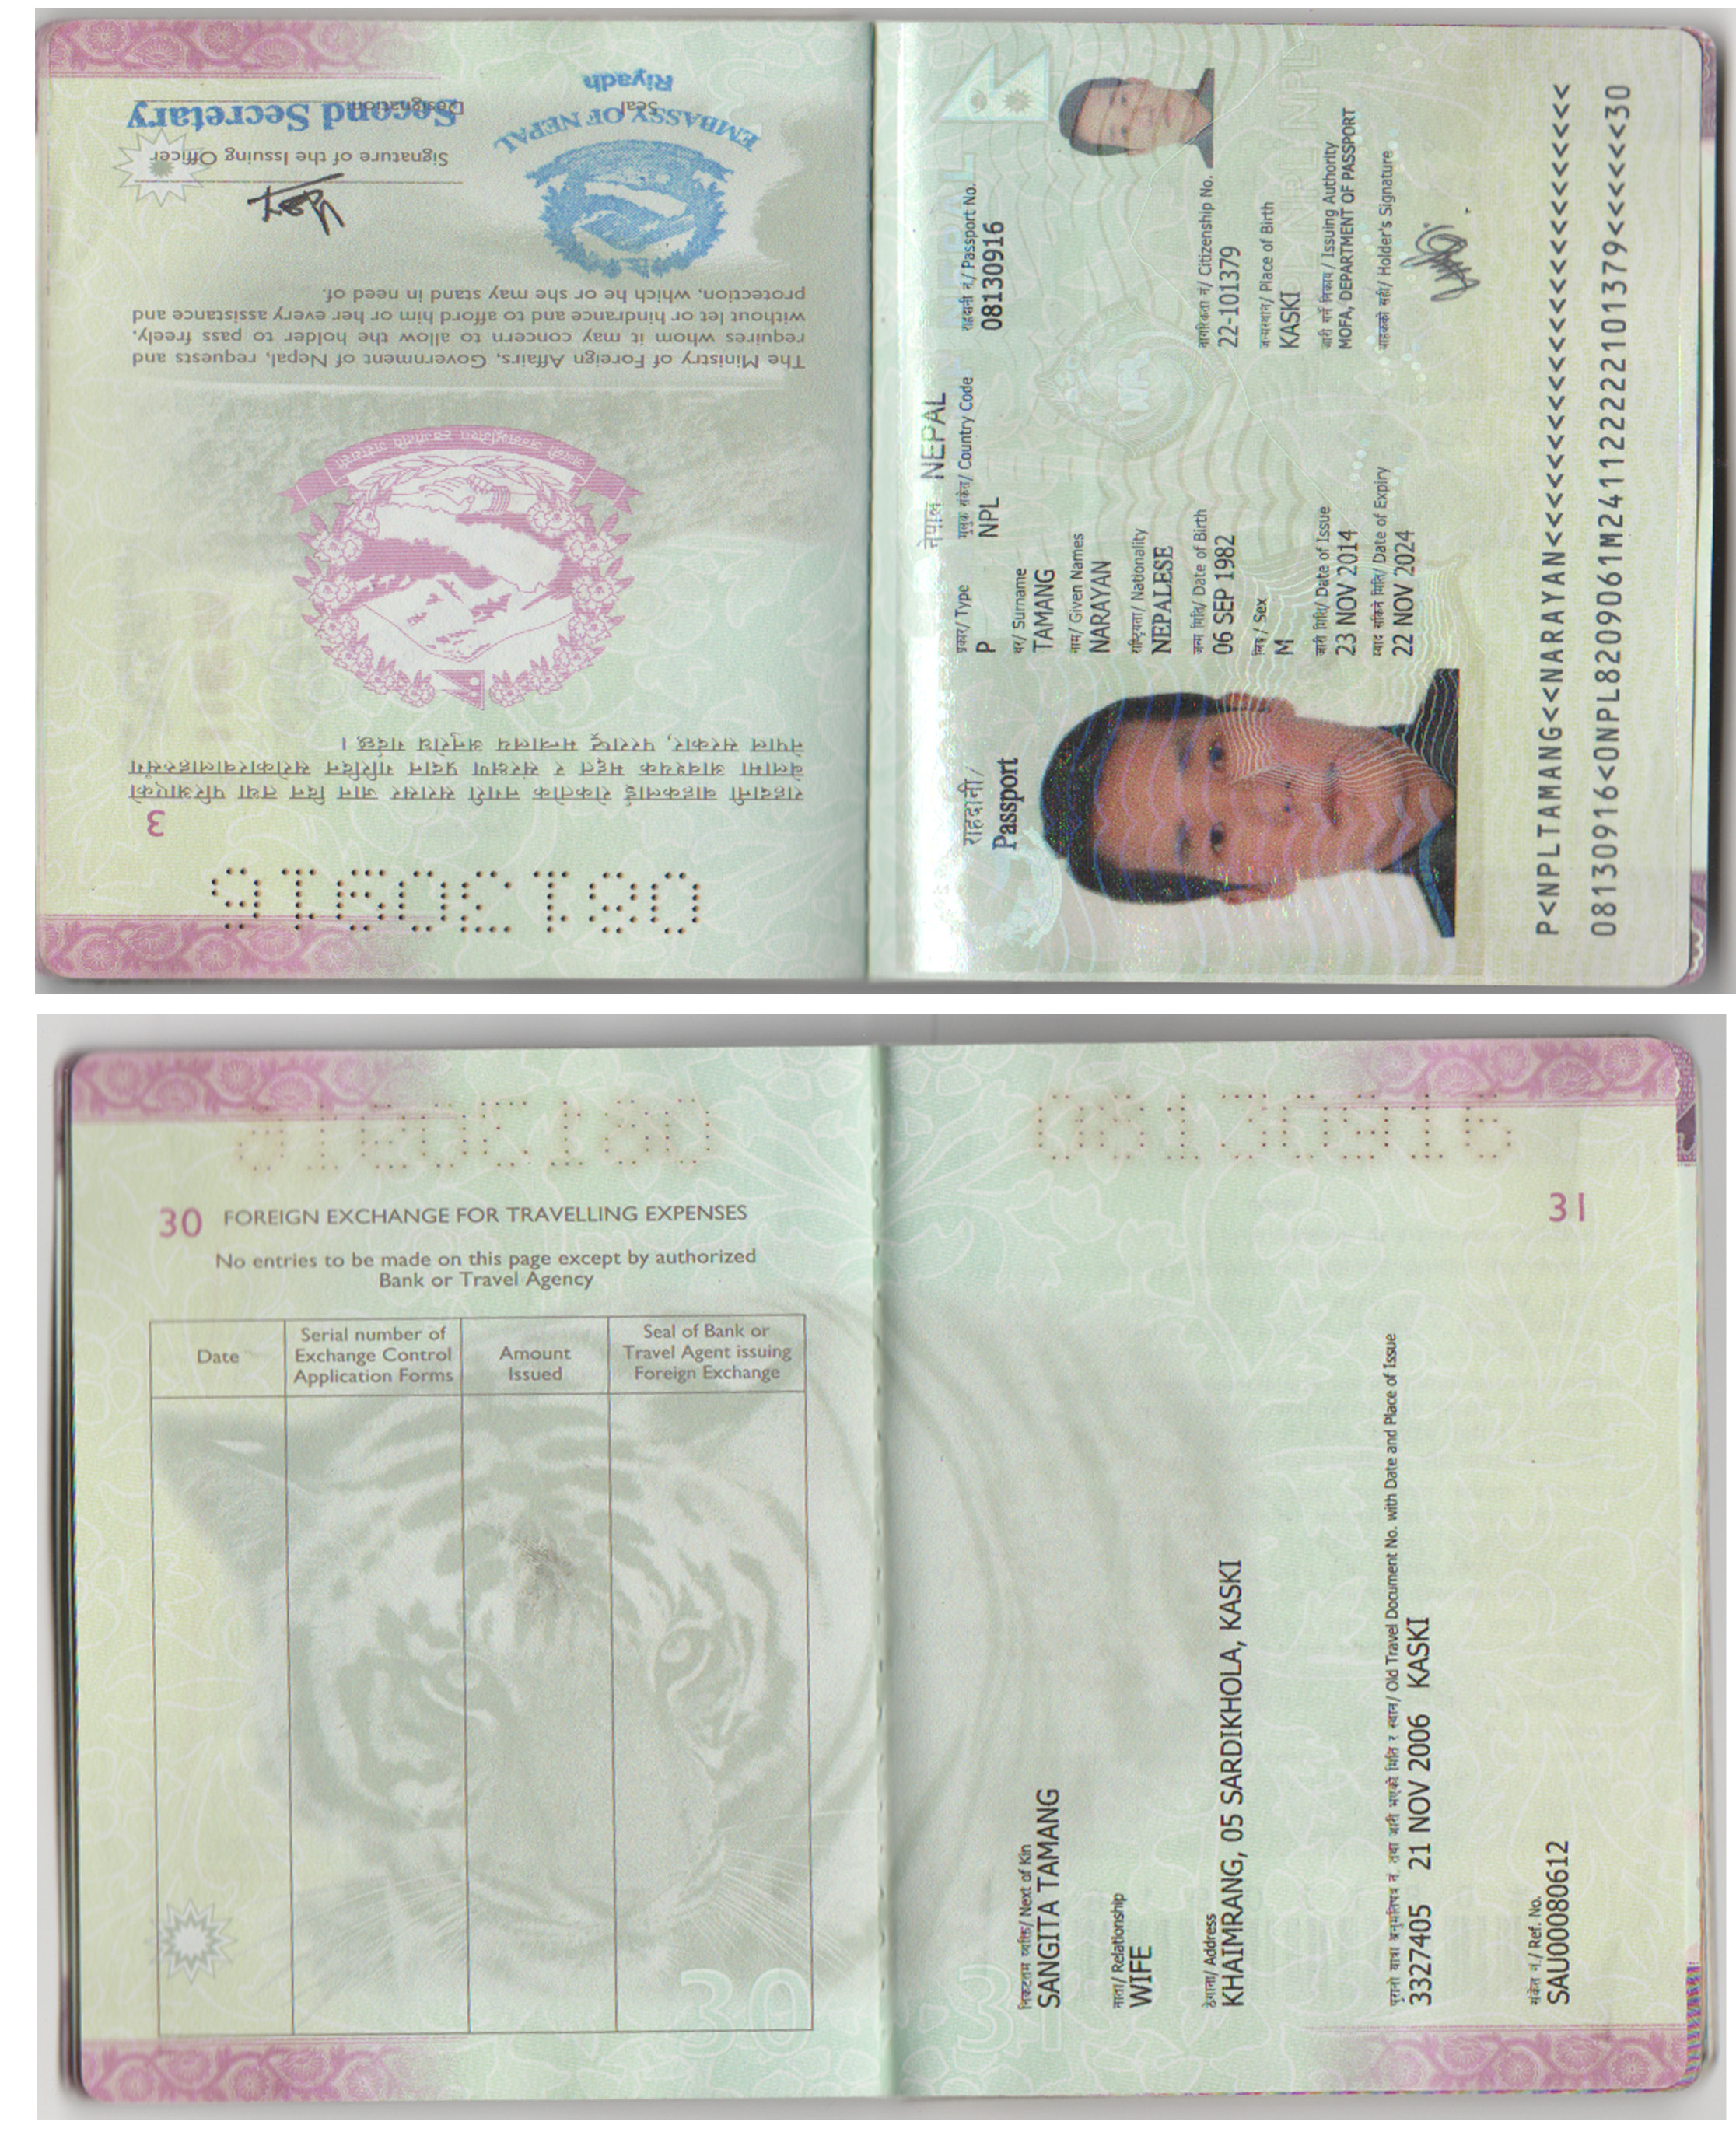 3
राहदानी वाहकलाई रोकतोक नगरी सरासर जान दिन तथा परिआएको
बेलामा आवश्यक मद्दत र संरक्षण प्रदान गरिदिन सरोकारवालाहरुसंग
नेपाल सरकार, परराष्ट्र मन्त्रालय अनुरोध गर्दछ ।
The Ministry of Foreign Affairs, Government of Nepal, requests and
requires whom it may concern to allow the holder to pass freely,
without let or hindrance and to afford him or her every assistance and
protection, which he or she may stand in need of.
Signature of the Issuing Officer
Designation
Second Secretary
Seal
EMBASSY OF NEPAL
Riyadh
08130916
नेपाल NEPAL
राहदानी/
Passport
प्रकार/ Type
P
मुलुक संकेत/ Country Code
NPL
राहदानी नं/ Passport No.
08130916
थर/ Surname
TAMANG
नाम/ Given Names
NARAYAN
राष्ट्रियता/ Nationality
NEPALESE
जन्म मिति/ Date of Birth
06 SEP 1982
नागरिकता नं/ Citizenship No.
22-101379
लिङ्ग/ Sex
M
जन्मस्थान/ Place of Birth
KASKI
जारी मिति/ Date of Issue
23 NOV 2014
जारी गर्ने निकाय/ Issuing Authority
MOFA, DEPARTMENT OF PASSPORT
म्याद सकिने मिति/ Date of Expiry
22 NOV 2024
वाहकको सही/ Holder's Signature
P<NPLTAMANG<<NARAYAN<<<<<<<<<<<<<<<<<<<<<<<<
08130916<0NPL8209061M241122222101379<<<<<<30
08130916
08130916
30 FOREIGN EXCHANGE FOR TRAVELLING EXPENSES
No entries to be made on this page except by authorized
Bank or Travel Agency
Date
Serial number of
Exchange Control
Application Forms
Amount
Issued
Seal of Bank or
Travel Agent issuing
Foreign Exchange
30
31
31
निकटतम व्यक्ति/ Next of Kin
SANGITA TAMANG
नाता/ Relationship
WIFE
ठेगाना/ Address
KHAIMRANG, 05 SARDIKHOLA, KASKI
पुरानो यात्रा अनुमतिपत्र नं. तथा जारी भएको मिति र स्थान/ Old Travel Document No. with Date and Place of Issue
3327405 21 NOV 2006 KASKI
संकेत नं./ Ref. No.
SAU000080612